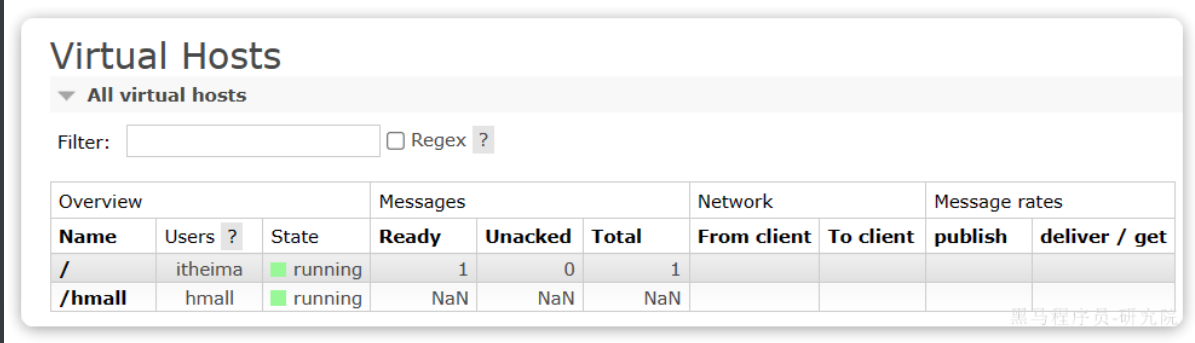 Virtual Hosts
All virtual hosts
Filter: Regex ?
Overview Messages Network Message rates
Name Users ? State Ready Unacked Total From client To client publish deliver / get
/ itheima running 1 0 1
/hmall hmall running NaN NaN NaN
黑马程序员-研究院